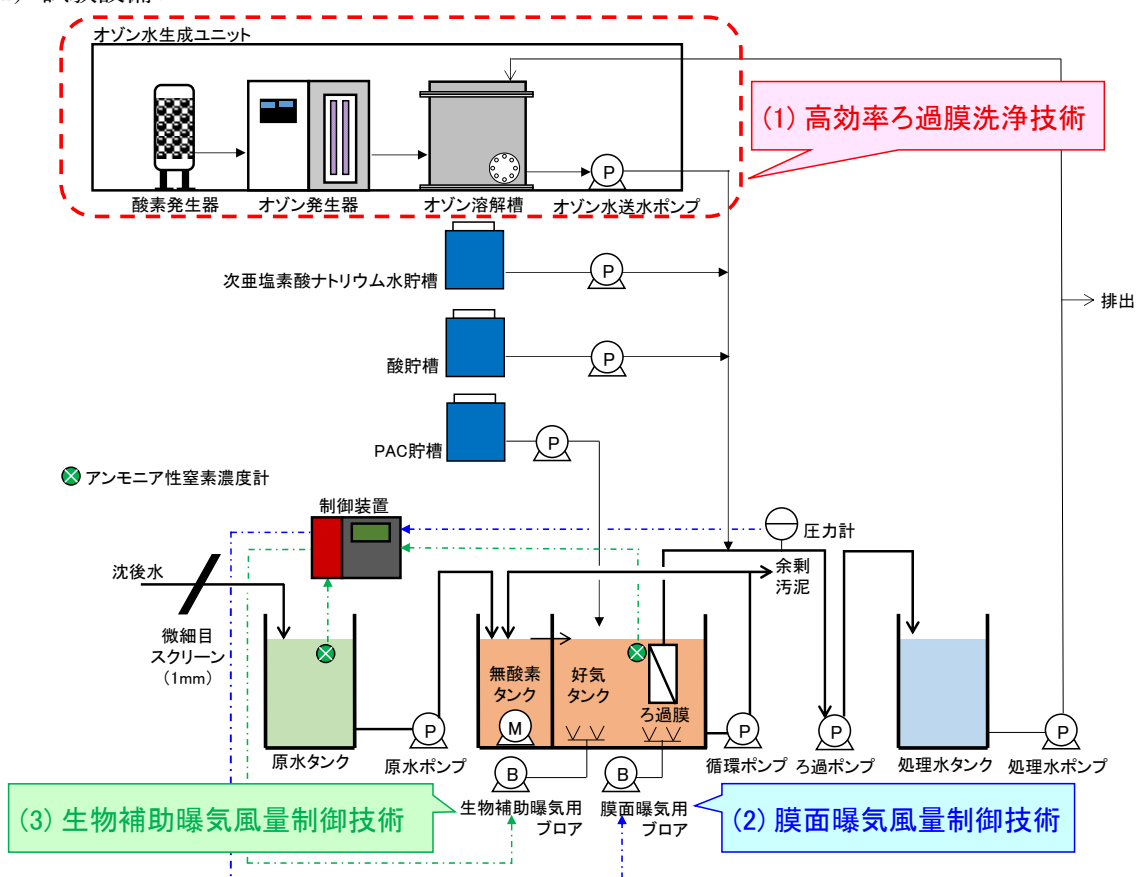 オゾン水生成ユニット
(1) 高効率ろ過膜洗浄技術
P
酸素発生器
オゾン発生器
オゾン溶解槽
オゾン水送水ポンプ
次亜塩素酸ナトリウム水貯槽
P
排出
酸貯槽
P
PAC貯槽
P
アンモニア性窒素濃度計
制御装置
圧力計
沈後水
余剰
汚泥
微細目
スクリーン
(1mm)
無酸素
タンク
好気
タンク
ろ過膜
M
P
P
P
P
原水タンク
原水ポンプ
B
B
循環ポンプ
ろ過ポンプ
処理水タンク
処理水ポンプ
生物補助曝気用
ブロア
膜面曝気用
ブロア
(3) 生物補助曝気風量制御技術
(2) 膜面曝気風量制御技術